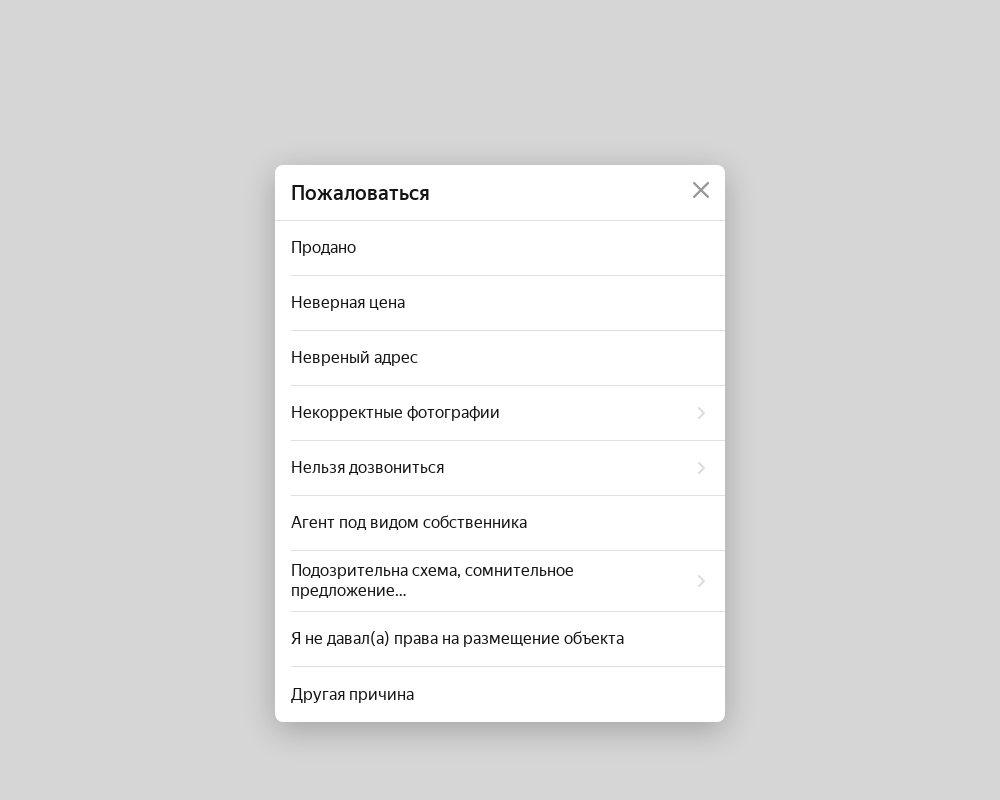 Пожаловаться
Продано
Неверная цена
Невреный адрес
Некорректные фотографии
Нельзя дозвониться
Агент под видом собственника
Подозрительна схема, сомнительное
предложение...
Я не давал(а) права на размещение объекта
Другая причина